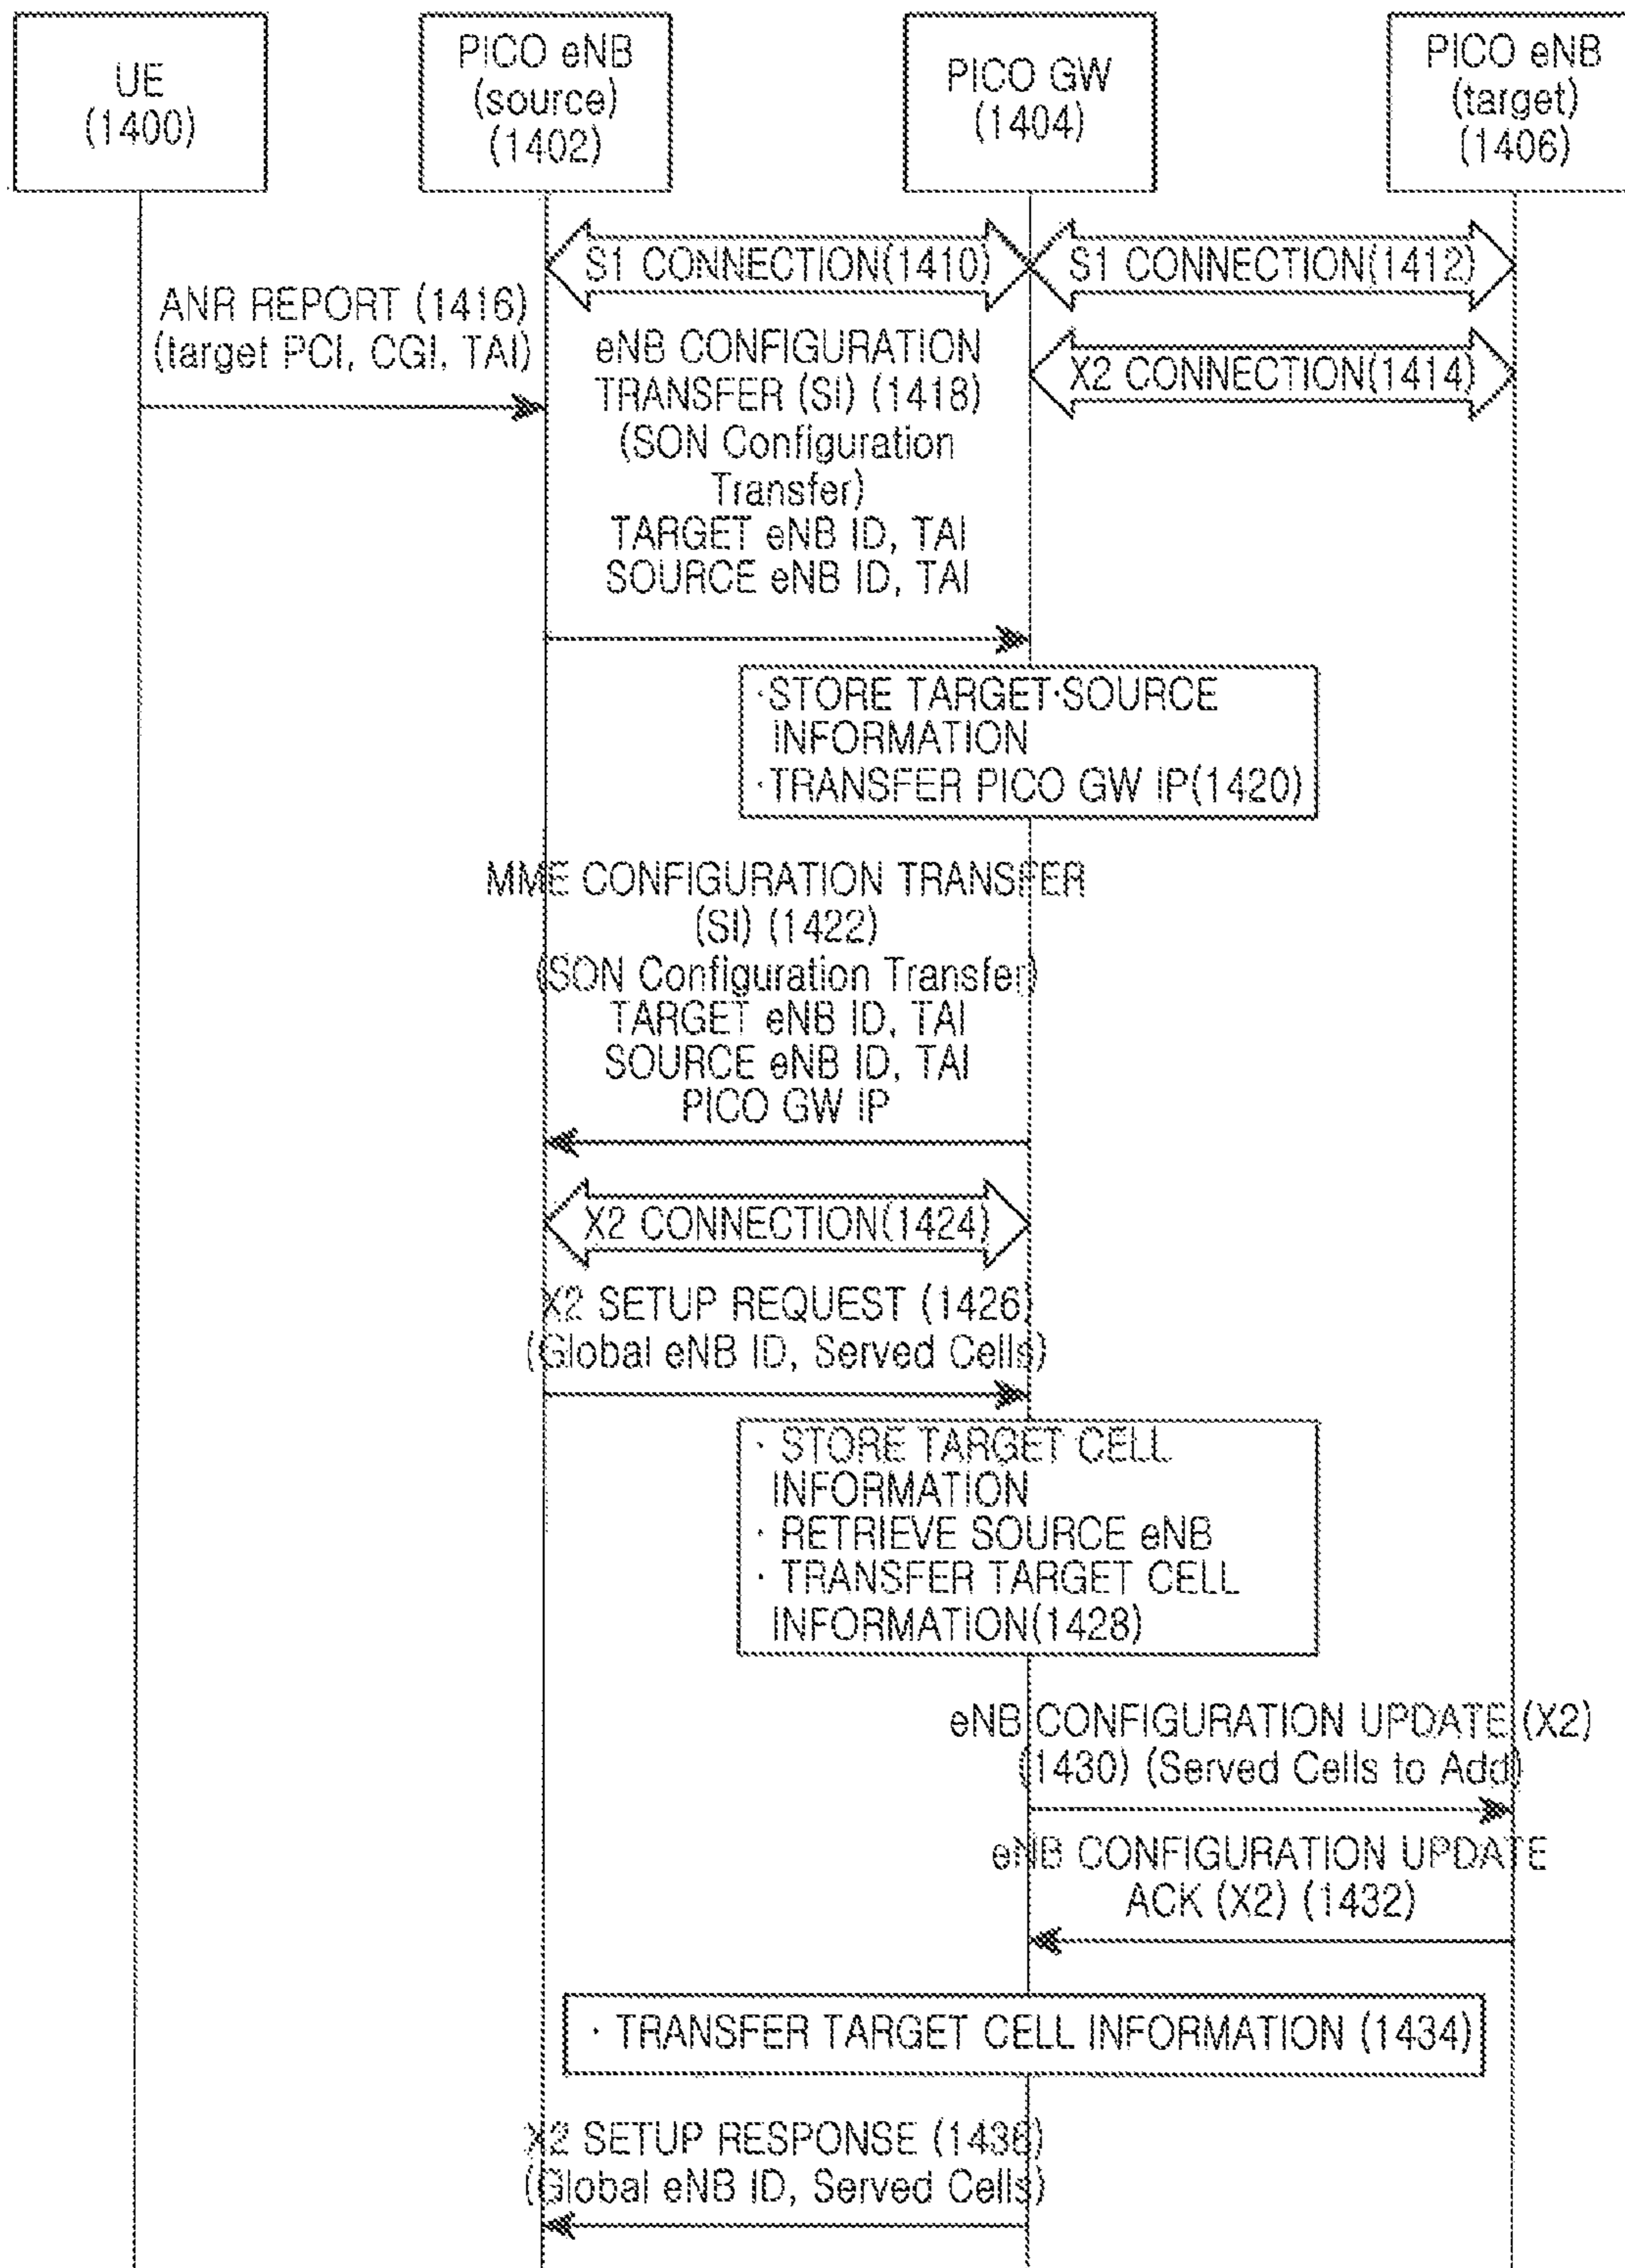 UE
(1400)
PICO eNB
(source)
(1402)
PICO GW
(1404)
PICO eNB
(target)
(1406)
S1 CONNECTION(1410)
S1 CONNECTION(1412)
ANR REPORT (1416)
(target PCI, CGI, TAI)
eNB CONFIGURATION
TRANSFER (SI) (1418)
(SON Configuration
Transfer)
TARGET eNB ID, TAI
SOURCE eNB ID, TAI
X2 CONNECTION(1414)
·STORE TARGET·SOURCE
INFORMATION
·TRANSFER PICO GW IP(1420)
MME CONFIGURATION TRANSFER
(SI) (1422)
(SON Configuration Transfer)
TARGET eNB ID, TAI
SOURCE eNB ID, TAI
PICO GW IP
X2 CONNECTION(1424)
X2 SETUP REQUEST (1426)
(Global eNB ID, Served Cells)
· STORE TARGET CELL
INFORMATION
· RETRIEVE SOURCE eNB
· TRANSFER TARGET CELL
INFORMATION(1428)
eNB CONFIGURATION UPDATE (X2)
(1430) (Served Cells to Add)
eNB CONFIGURATION UPDATE
ACK (X2) (1432)
· TRANSFER TARGET CELL INFORMATION (1434)
X2 SETUP RESPONSE (1436)
(Global eNB ID, Served Cells)